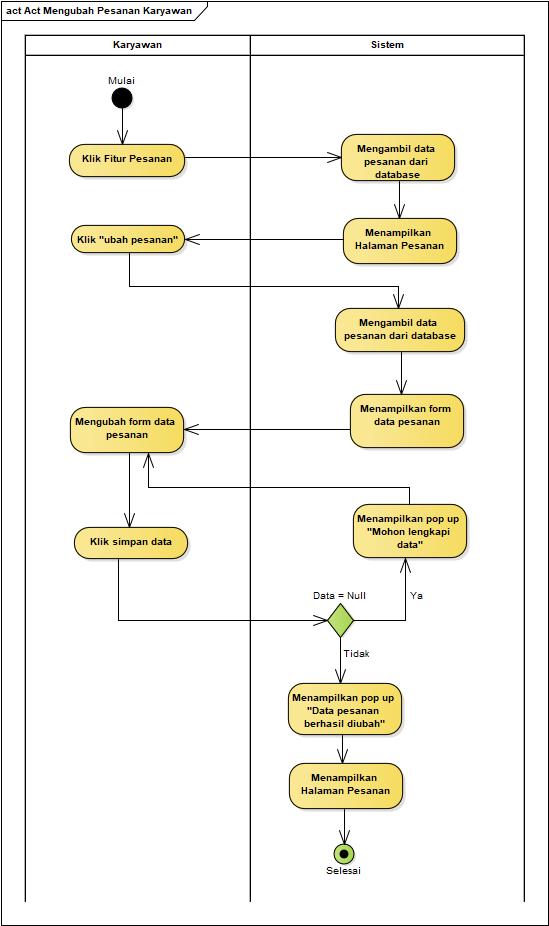 act Act Mengubah Pesanan Karyawan
Karyawan
Sistem
Mulai
Klik Fitur Pesanan
Mengambil data
pesanan dari
database
Menampilkan
Halaman Pesanan
Klik "ubah pesanan"
Mengambil data
pesanan dari database
Menampilkan form
data pesanan
Mengubah form data
pesanan
Klik simpan data
Menampilkan pop up
"Mohon lengkapi
data"
Data = Null
Ya
Tidak
Menampilkan pop up
"Data pesanan
berhasil diubah"
Menampilkan
Halaman Pesanan
Selesai